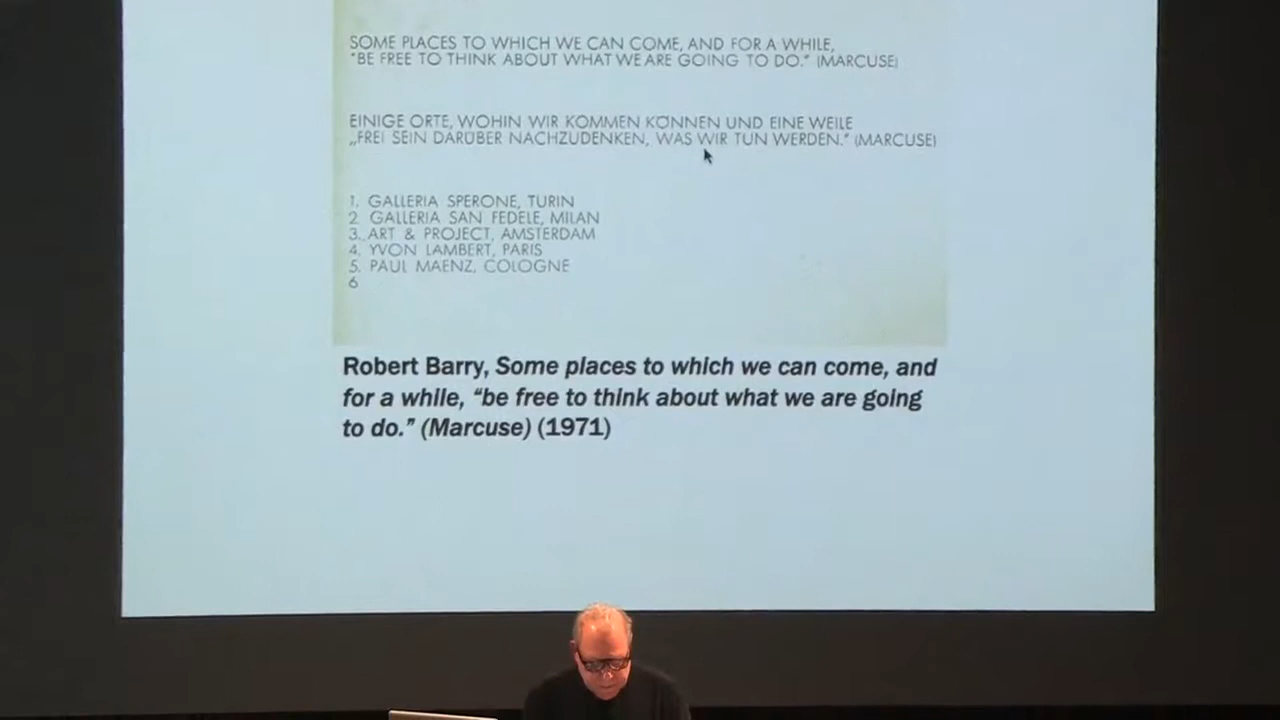 SOME PLACES TO WHICH WE CAN COME, AND FOR A WHILE,
"BE FREE TO THINK ABOUT WHAT WE ARE GOING TO DO." (MARCUSE)
EINIGE ORTE, WOHIN WIR KOMMEN KÖNNEN UND EINE WEILE
„FREI SEIN DARÜBER NACHZUDENKEN, WAS WIR TUN WERDEN." (MARCUSE)
1. GALLERIA SPERONE, TURIN
2 GALLERIA SAN FEDELE, MILAN
3. ART & PROJECT, AMSTERDAM
4. YVON LAMBERT, PARIS
5. PAUL MAENZ, COLOGNE
6
Robert Barry, Some places to which we can come, and
for a while, “be free to think about what we are going
to do.” (Marcuse) (1971)